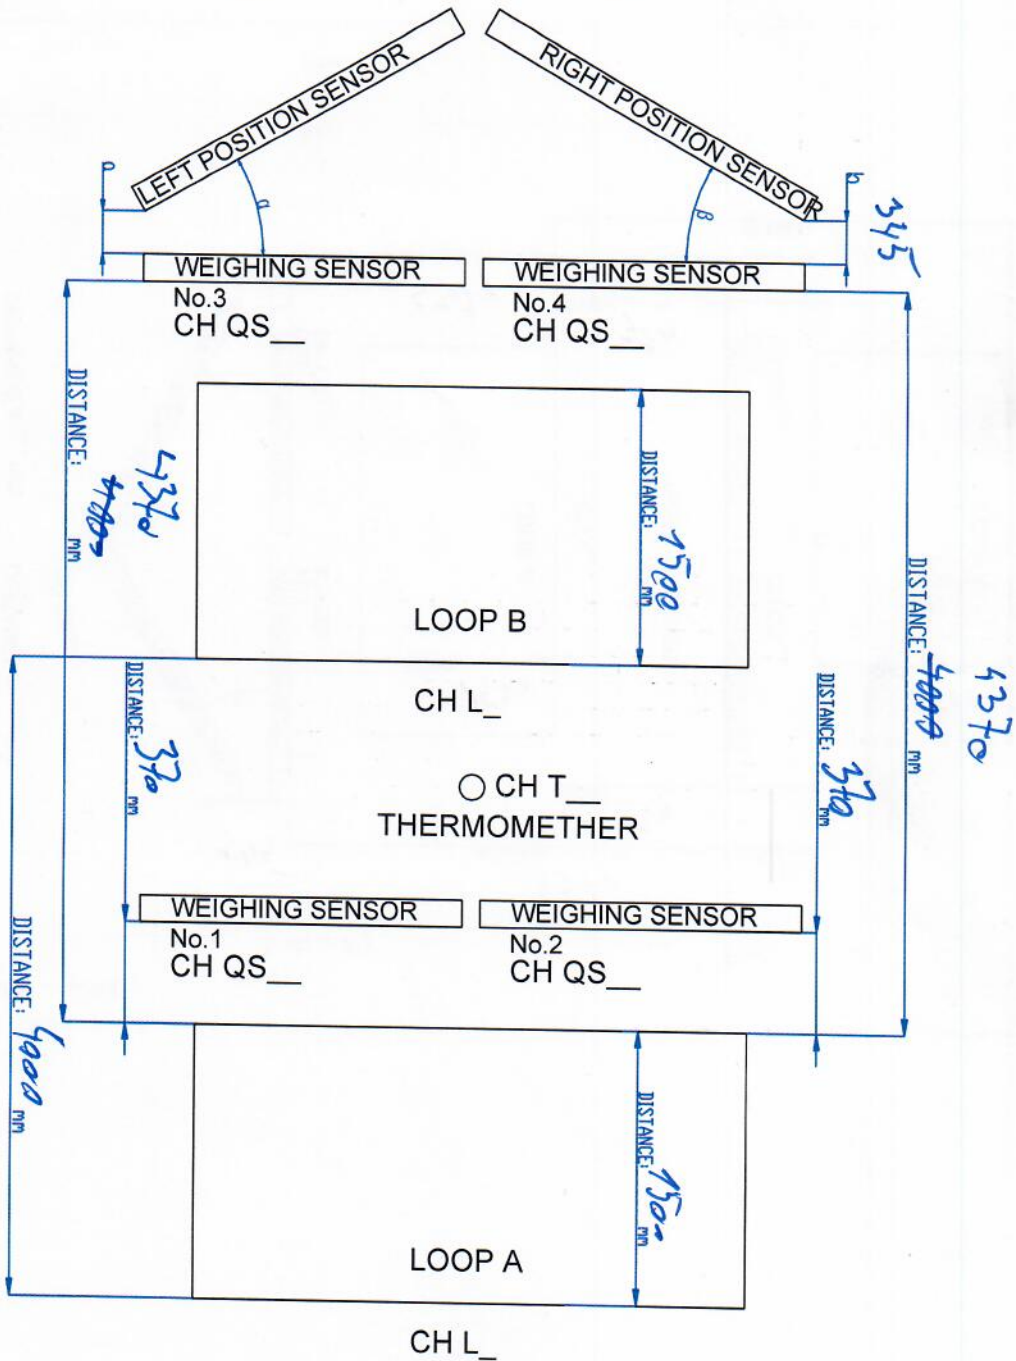 LEFT POSITION SENSOR
RIGHT POSITION SENSOR
a
b
α
β
345
WEIGHING SENSOR
WEIGHING SENSOR
No.3
CH QS__
No.4
CH QS__
DISTANCE: 4000 mm
4370
DISTANCE: 1500 mm
DISTANCE: 4000 mm
4370
LOOP B
CH L_
DISTANCE: 370 mm
DISTANCE: 370 mm
CH T__
THERMOMETHER
WEIGHING SENSOR
WEIGHING SENSOR
No.1
CH QS__
No.2
CH QS__
DISTANCE: 4000 mm
DISTANCE: 1500 mm
LOOP A
CH L_